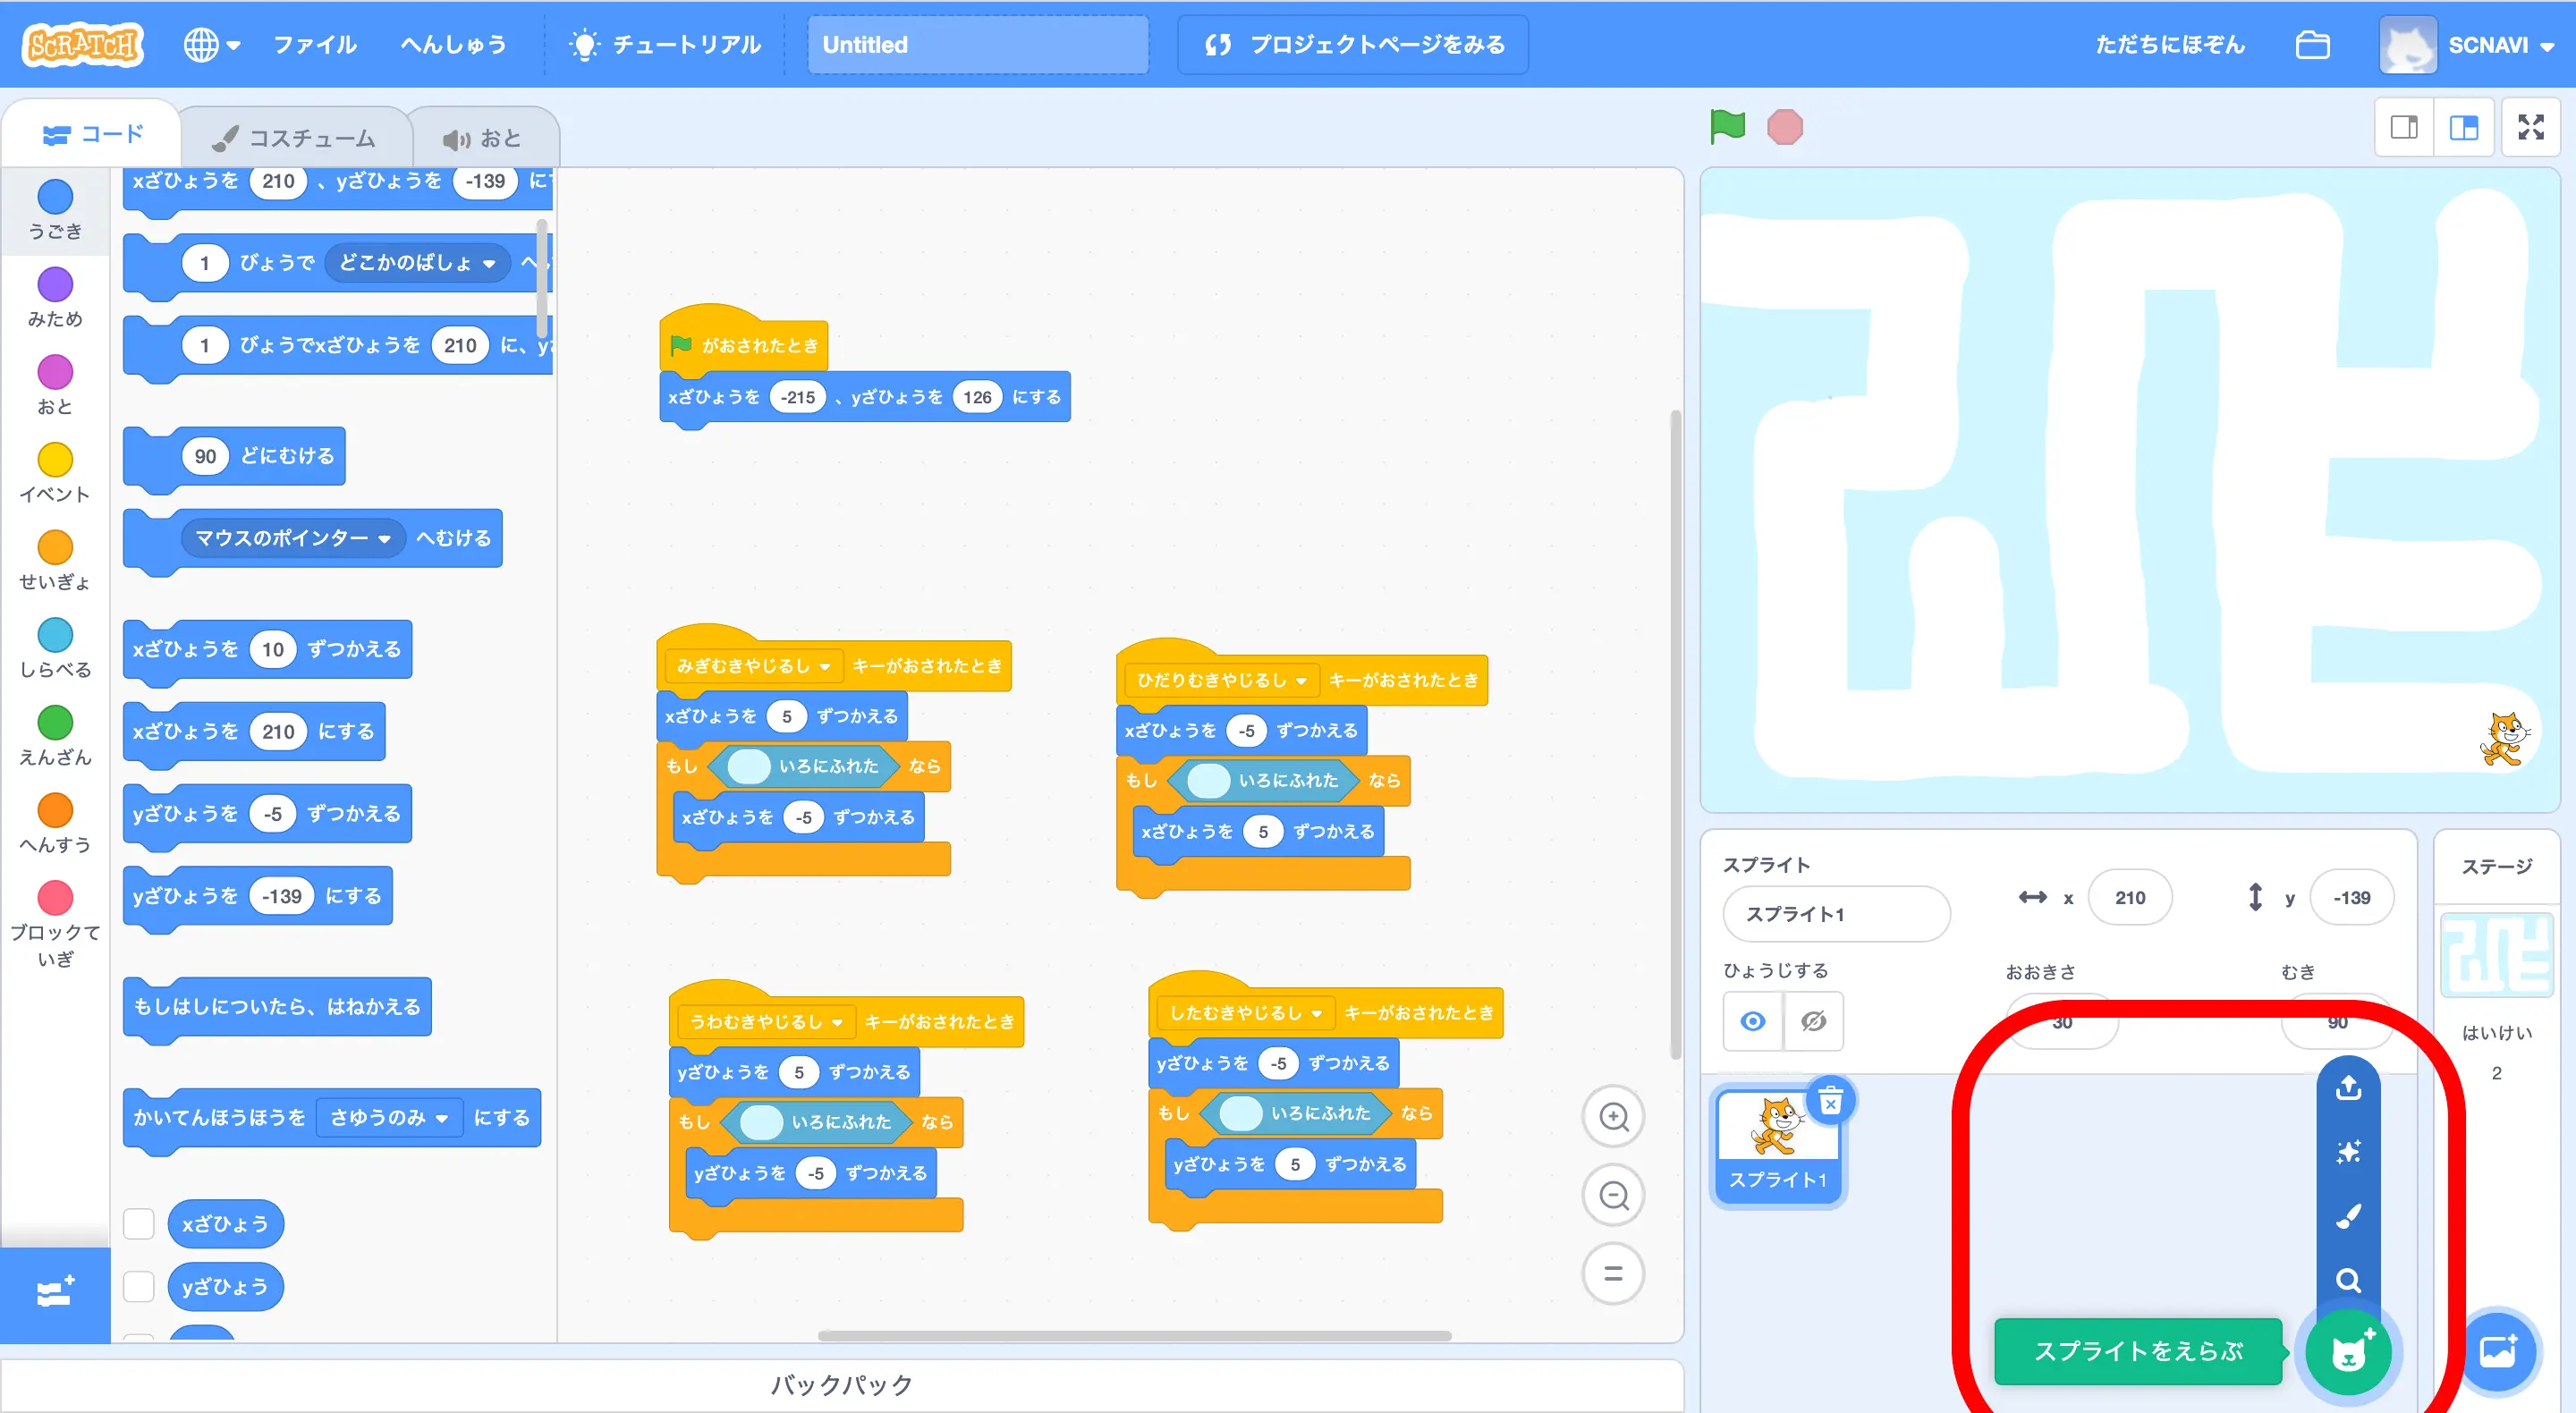 SCRATCH
ファイル
へんしゅう
チュートリアル
Untitled
プロジェクトページをみる
ただちにほぞん
SCNAVI
コード
コスチューム
おと
うごき
みため
おと
イベント
せいぎょ
しらべる
えんざん
へんすう
ブロックて
いぎ
xざひょうを 210 、yざひょうを -139 に
1 びょうで どこかのばしょ へ
1 びょうでxざひょうを 210 に、y
90 どにむける
マウスのポインター へむける
xざひょうを 10 ずつかえる
xざひょうを 210 にする
yざひょうを -5 ずつかえる
yざひょうを -139 にする
もしはしについたら、はねかえる
かいてんほうほうを さゆうのみ にする
xざひょう
yざひょう
がおされたとき
xざひょうを -215 、yざひょうを 126 にする
みぎむきやじるし キーがおされたとき
xざひょうを 5 ずつかえる
もし いろにふれた なら
xざひょうを -5 ずつかえる
ひだりむきやじるし キーがおされたとき
xざひょうを -5 ずつかえる
もし いろにふれた なら
xざひょうを 5 ずつかえる
うわむきやじるし キーがおされたとき
yざひょうを 5 ずつかえる
もし いろにふれた なら
yざひょうを -5 ずつかえる
したむきやじるし キーがおされたとき
yざひょうを -5 ずつかえる
もし いろにふれた なら
yざひょうを 5 ずつかえる
バックパック
スプライト
スプライト1
x 210
y -139
ひょうじする
おおきさ
30
むき
90
スプライト1
スプライトをえらぶ
ステージ
はいけい
2